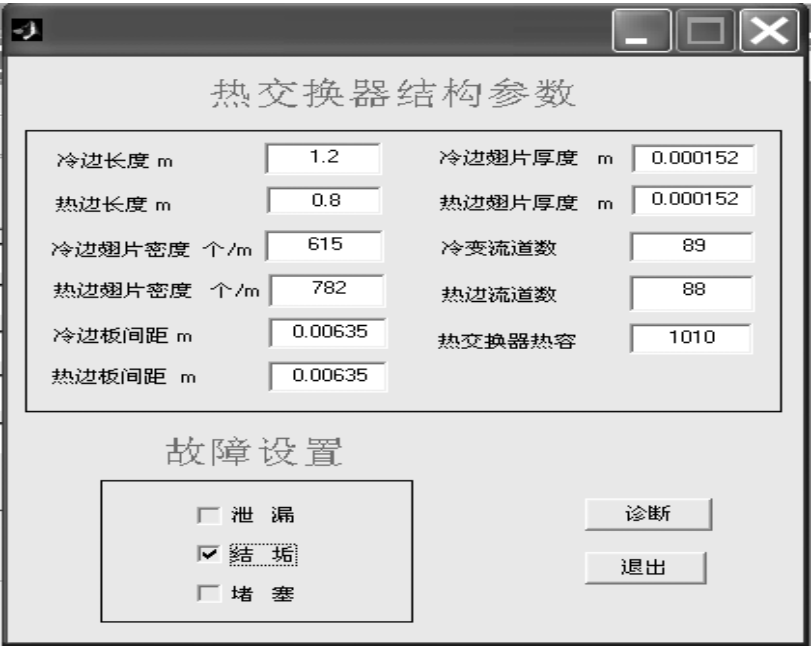 热交换器结构参数
冷边长度 m 1.2
冷边翅片厚度 m 0.000152
热边长度 m 0.8
热边翅片厚度 m 0.000152
冷边翅片密度 个/m 615
冷变流道数 89
热边翅片密度 个/m 782
热边流道数 88
冷边板间距 m 0.00635
热交换器热容 1010
热边板间距 m 0.00635
故障设置
泄 漏
结 垢
堵 塞
诊断
退出